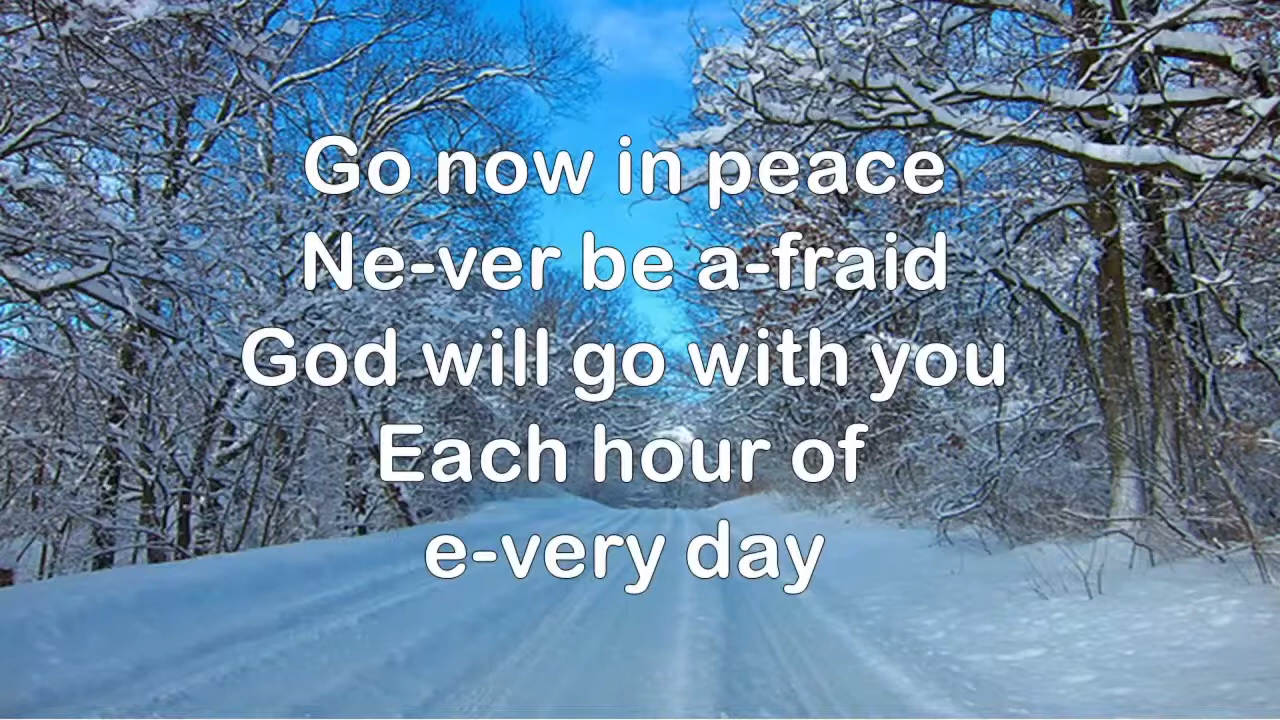 Go now in peace
Ne-ver be a-fraid
God will go with you
Each hour of
e-very day